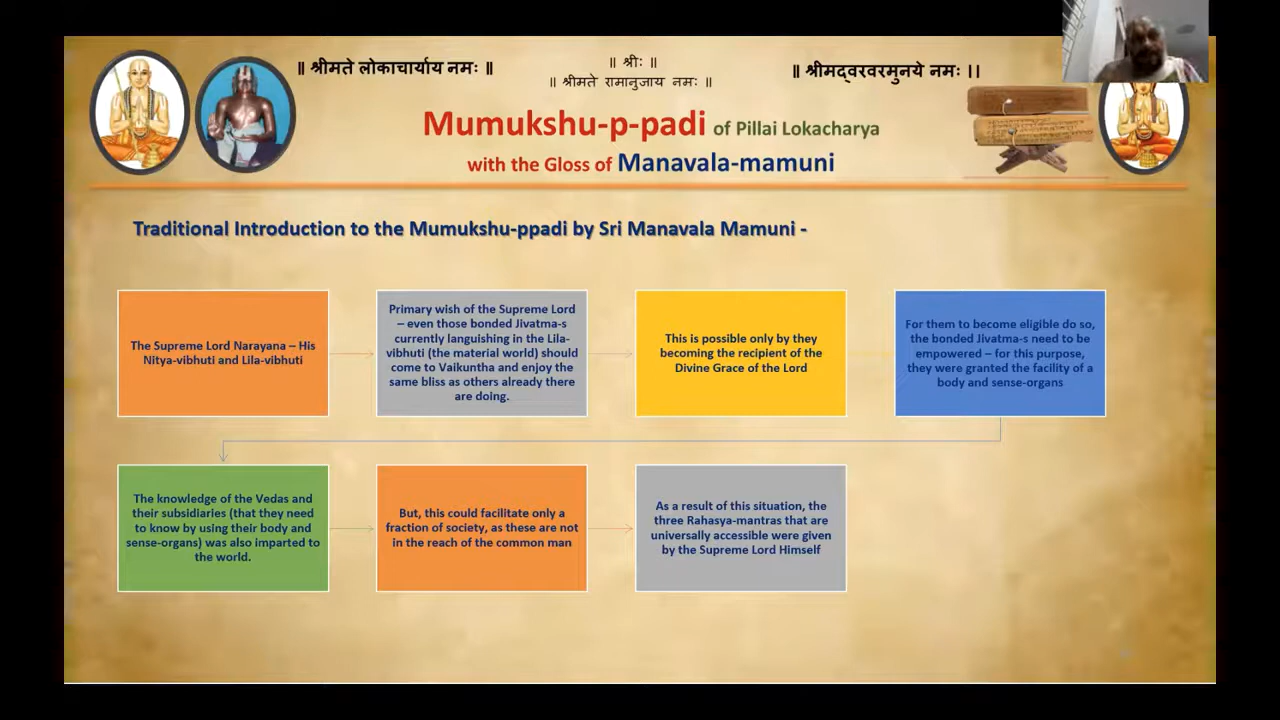 ॥ श्रीमते लोकाचार्याय नमः ॥
॥ श्रीः ॥
॥ श्रीमते रामानुजाय नमः ॥
॥ श्रीमद्वरवरमुनये नमः ।।
Mumukshu-p-padi of Pillai Lokacharya
with the Gloss of Manavala-mamuni
Traditional Introduction to the Mumukshu-ppadi by Sri Manavala Mamuni -
The Supreme Lord Narayana – His
Nitya-vibhuti and Lila-vibhuti
Primary wish of the Supreme Lord
– even those bonded Jivatma-s
currently languishing in the Lila-
vibhuti (the material world) should
come to Vaikuntha and enjoy the
same bliss as others already there
are doing.
This is possible only by they
becoming the recipient of the
Divine Grace of the Lord
For them to become eligible do so,
the bonded Jivatma-s need to be
empowered – for this purpose,
they were granted the facility of a
body and sense-organs
The knowledge of the Vedas and
their subsidiaries (that they need
to know by using their body and
sense-organs) was also imparted to
the world.
But, this could facilitate only a
fraction of society, as these are not
in the reach of the common man
As a result of this situation, the
three Rahasya-mantras that are
universally accessible were given
by the Supreme Lord Himself